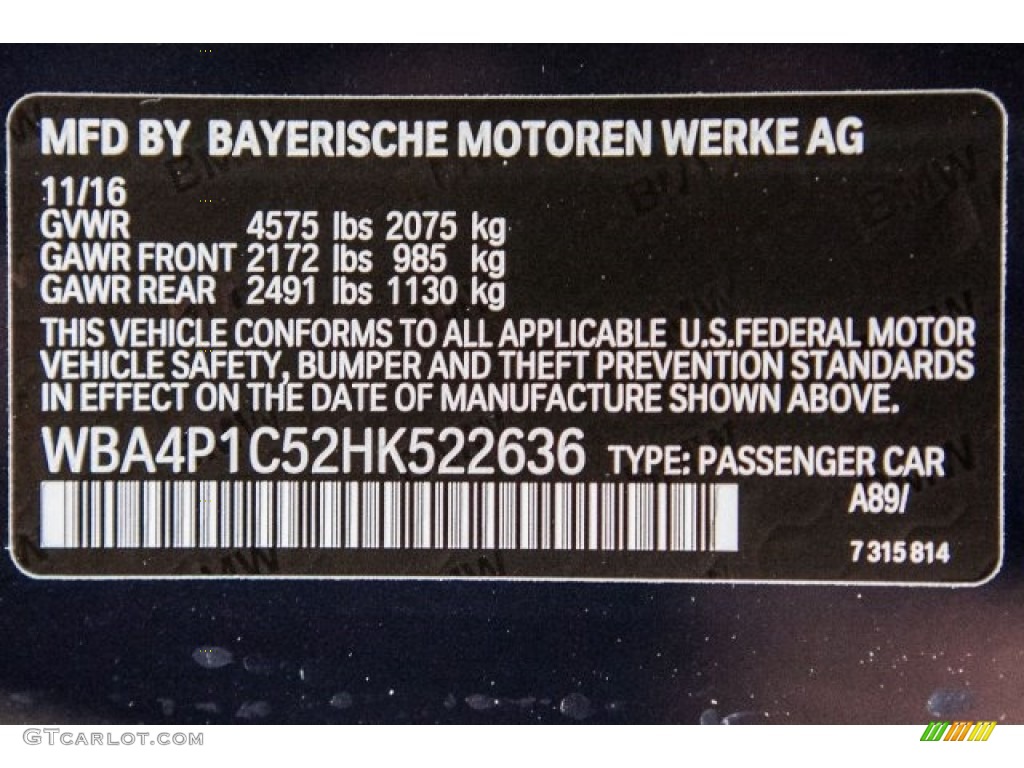 MFD BY BAYERISCHE MOTOREN WERKE AG
11/16
GVWR 4575 lbs 2075 kg
GAWR FRONT 2172 lbs 985 kg
GAWR REAR 2491 lbs 1130 kg
THIS VEHICLE CONFORMS TO ALL APPLICABLE U.S.FEDERAL MOTOR
VEHICLE SAFETY, BUMPER AND THEFT PREVENTION STANDARDS
IN EFFECT ON THE DATE OF MANUFACTURE SHOWN ABOVE.
WBA4P1C52HK522636 TYPE: PASSENGER CAR
A89/
7 315 814
GTCARLOT.COM